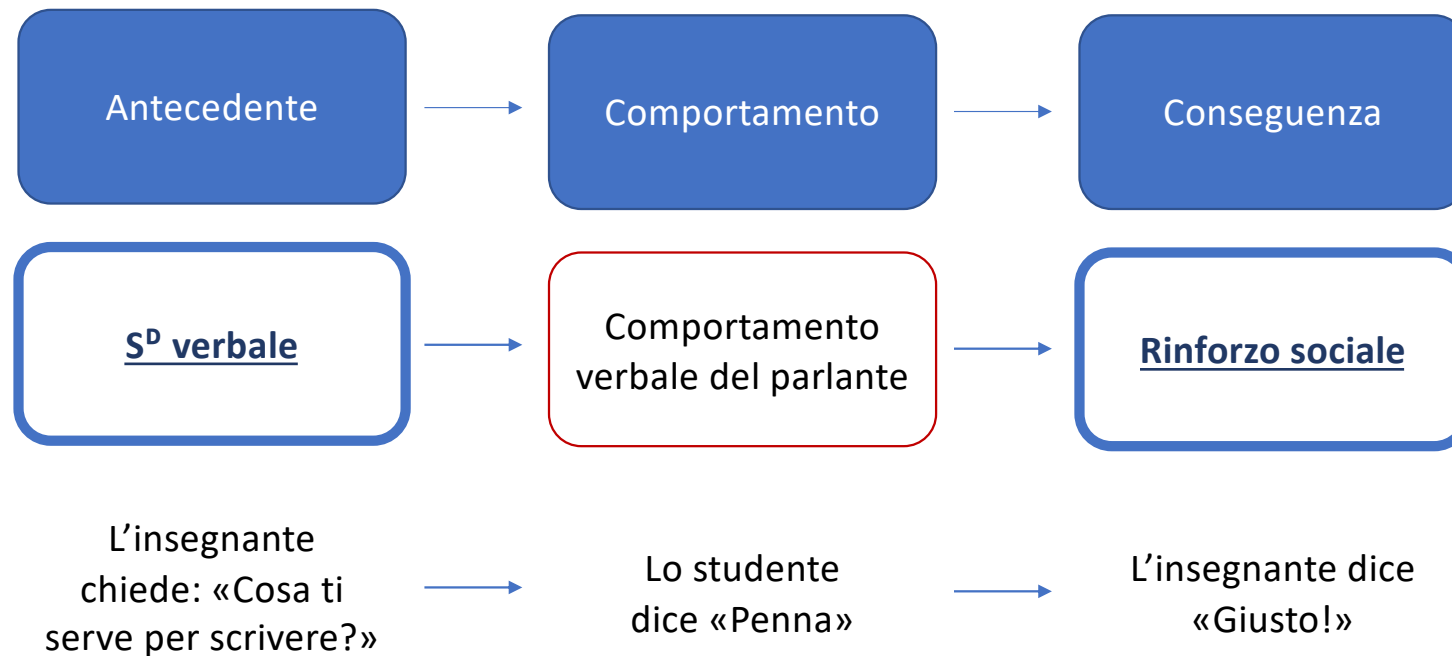 Antecedente
Comportamento
Conseguenza
Sᴰ verbale
Comportamento
verbale del parlante
Rinforzo sociale
L’insegnante
chiede: «Cosa ti
serve per scrivere?»
Lo studente
dice «Penna»
L’insegnante dice
«Giusto!»